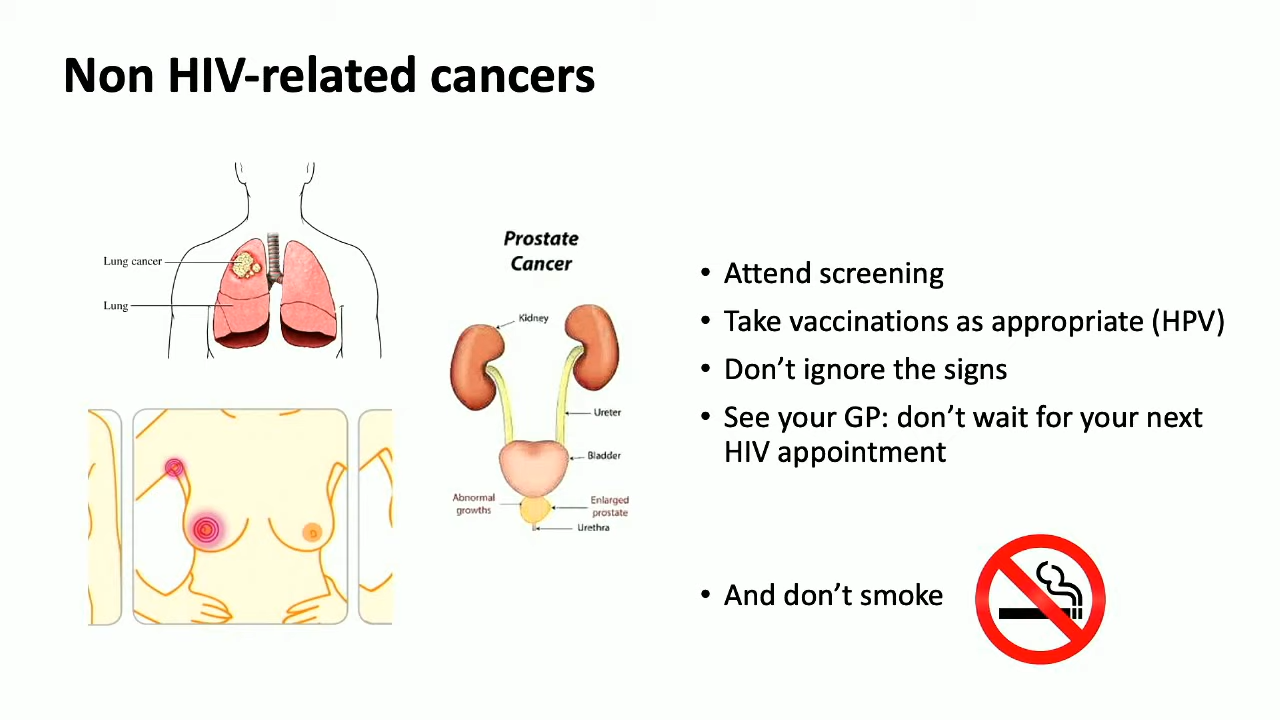 Non HIV-related cancers
Lung cancer
Lung
Prostate
Cancer
Kidney
Ureter
Bladder
Abnormal
growths
Enlarged
prostate
Urethra
• Attend screening
• Take vaccinations as appropriate (HPV)
• Don’t ignore the signs
• See your GP: don’t wait for your next
HIV appointment
• And don’t smoke